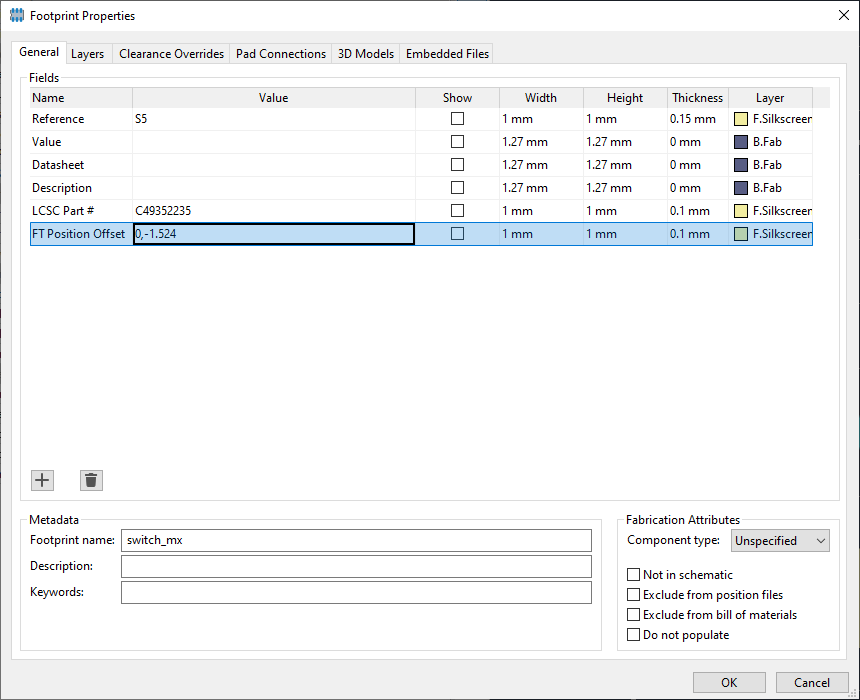 Footprint Properties
General Layers Clearance Overrides Pad Connections 3D Models Embedded Files
Fields
Name Value Show Width Height Thickness Layer
Reference S5 1 mm 1 mm 0.15 mm F.Silkscreen
Value 1.27 mm 1.27 mm 0 mm B.Fab
Datasheet 1.27 mm 1.27 mm 0 mm B.Fab
Description 1.27 mm 1.27 mm 0 mm B.Fab
LCSC Part # C49352235 1 mm 1 mm 0.1 mm F.Silkscreen
FT Position Offset 0,-1.524 1 mm 1 mm 0.1 mm F.Silkscreen
Metadata
Footprint name: switch_mx
Description:
Keywords:
Fabrication Attributes
Component type: Unspecified
Not in schematic
Exclude from position files
Exclude from bill of materials
Do not populate
OK Cancel